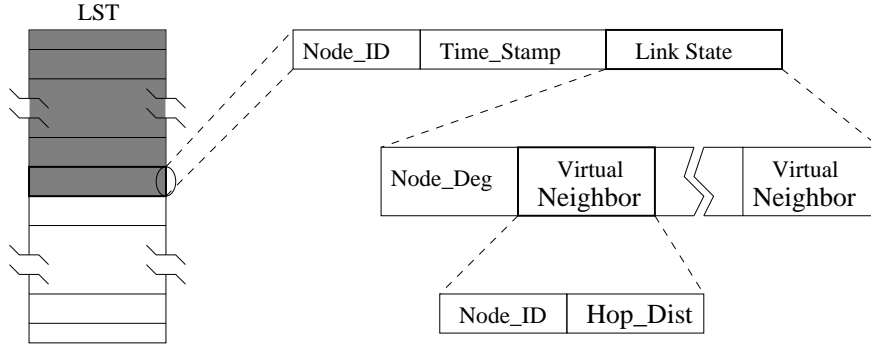 LST
Node_ID Time_Stamp Link State
Node_Deg Virtual Neighbor Virtual Neighbor
Node_ID Hop_Dist